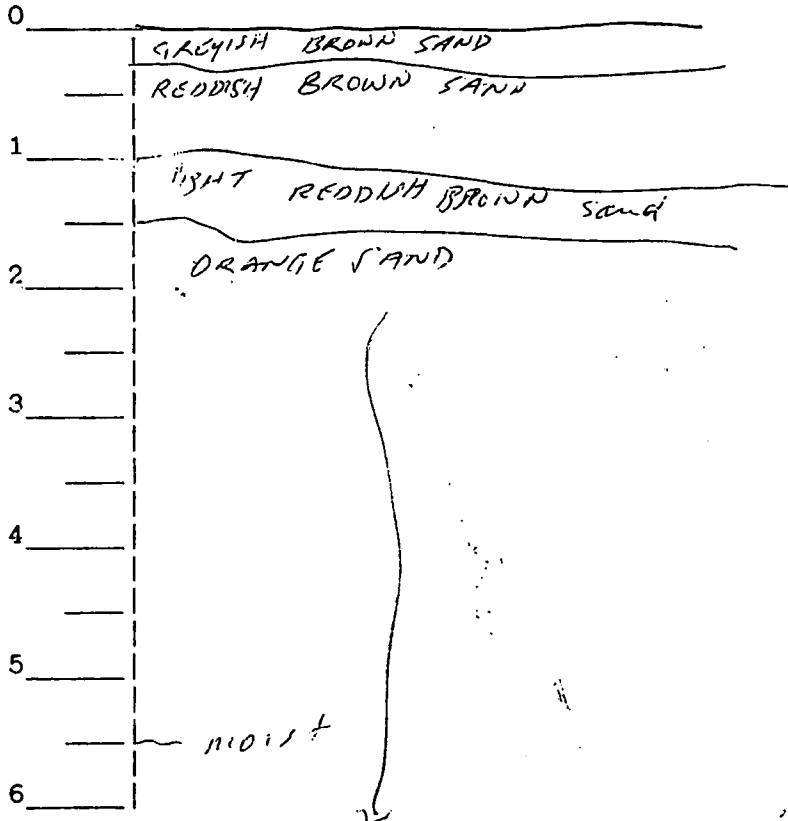 0
GREYISH BROWN SAND
REDDISH BROWN SAND
1
lIGHT REDDISH BROWN sand
ORANGE SAND
2
3
4
5
moist
6